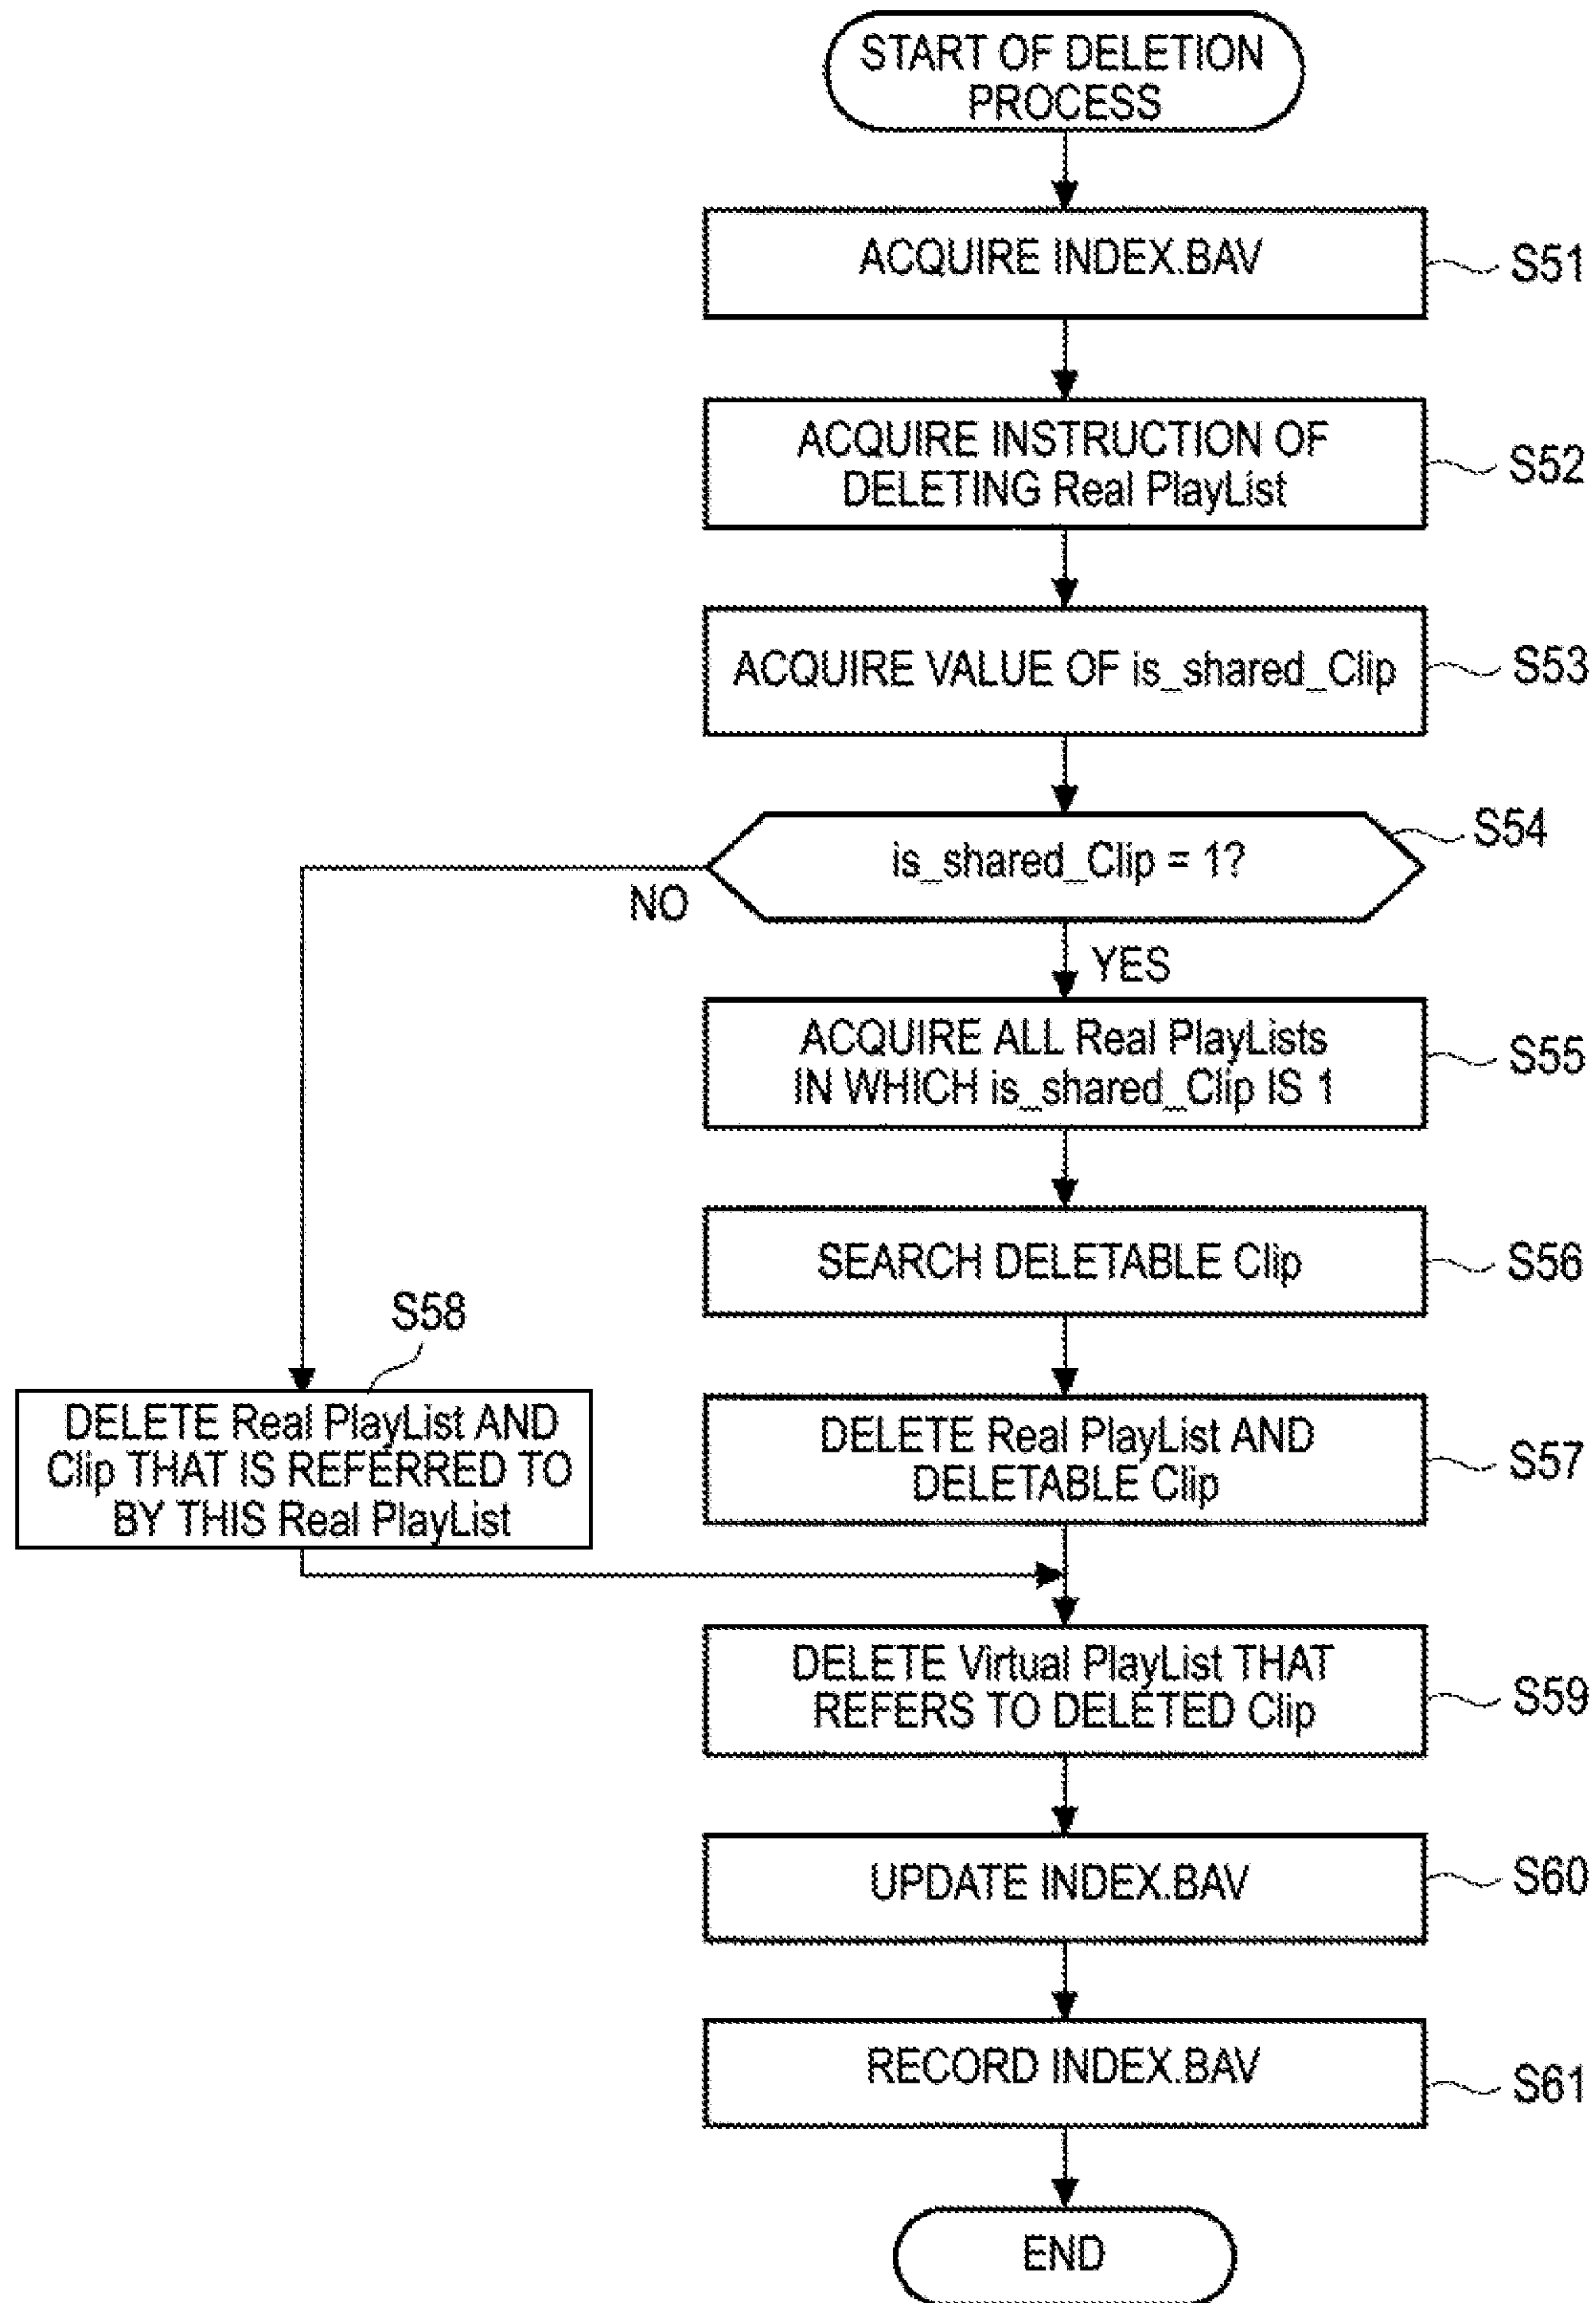 START OF DELETION
PROCESS
ACQUIRE INDEX.BAV
S51
ACQUIRE INSTRUCTION OF
DELETING Real PlayList
S52
ACQUIRE VALUE OF is_shared_Clip
S53
is_shared_Clip = 1?
S54
NO
YES
ACQUIRE ALL Real PlayLists
IN WHICH is_shared_Clip IS 1
S55
SEARCH DELETABLE Clip
S56
S58
DELETE Real PlayList AND
Clip THAT IS REFERRED TO
BY THIS Real PlayList
DELETE Real PlayList AND
DELETABLE Clip
S57
DELETE Virtual PlayList THAT
REFERS TO DELETED Clip
S59
UPDATE INDEX.BAV
S60
RECORD INDEX.BAV
S61
END